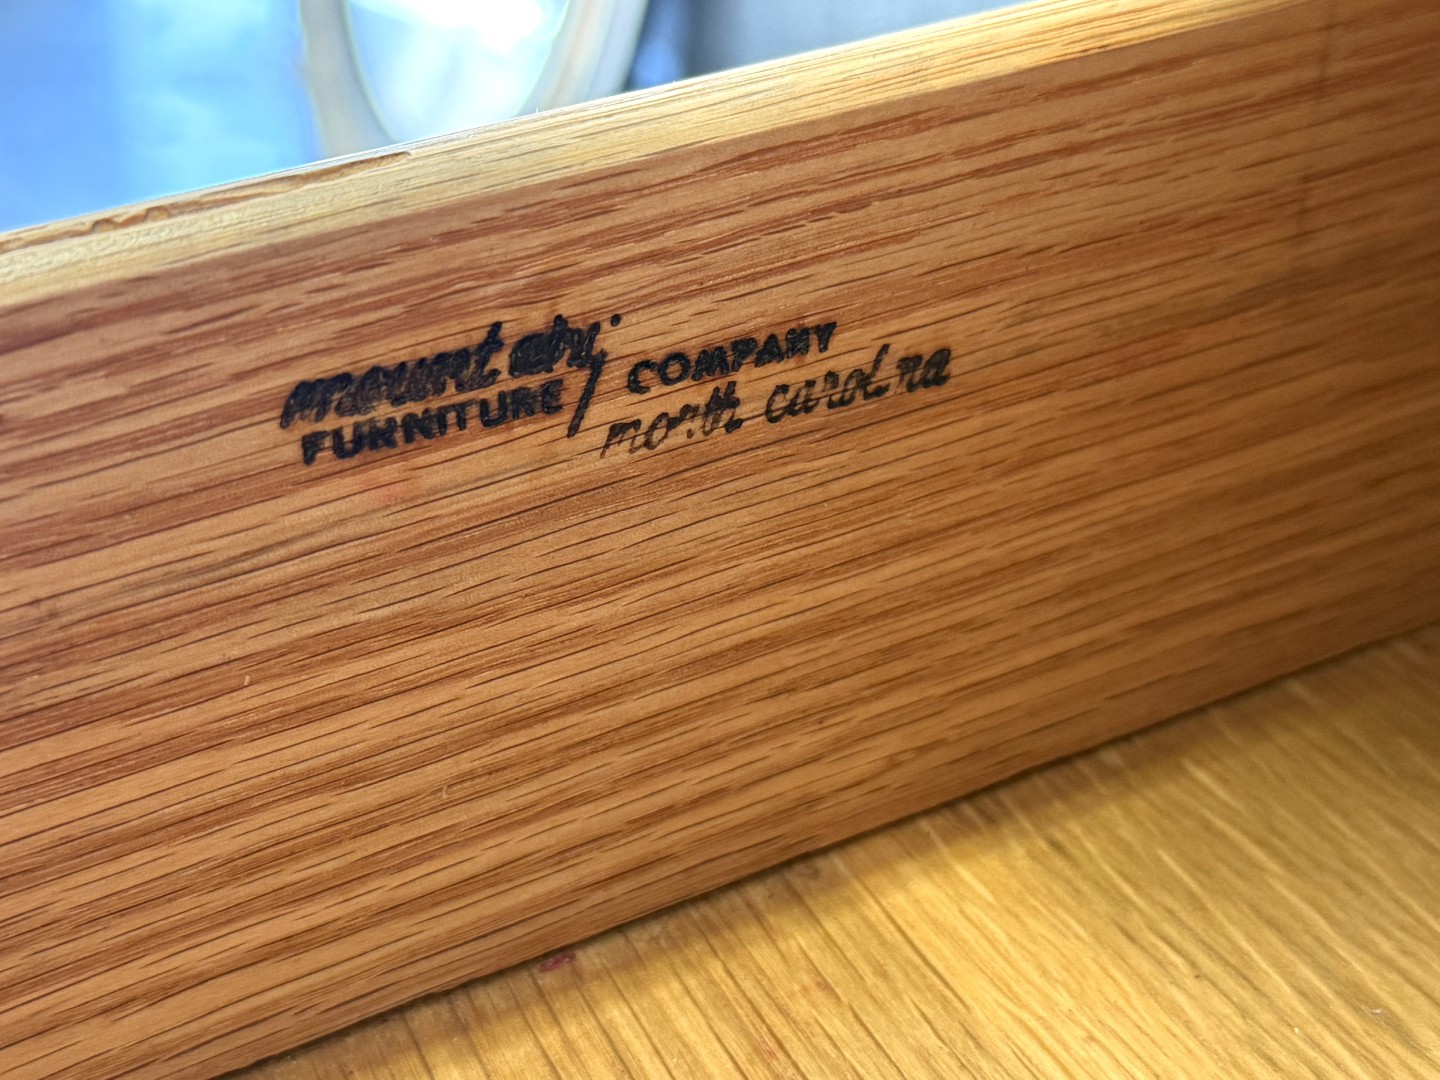 mount airy
FURNITURE COMPANY
north carolina